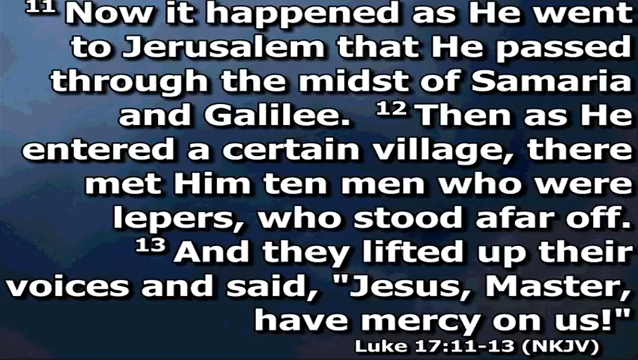 11 Now it happened as He went
to Jerusalem that He passed
through the midst of Samaria
and Galilee. 12 Then as He
entered a certain village, there
met Him ten men who were
lepers, who stood afar off.
13 And they lifted up their
voices and said, "Jesus, Master,
have mercy on us!"
Luke 17:11-13 (NKJV)